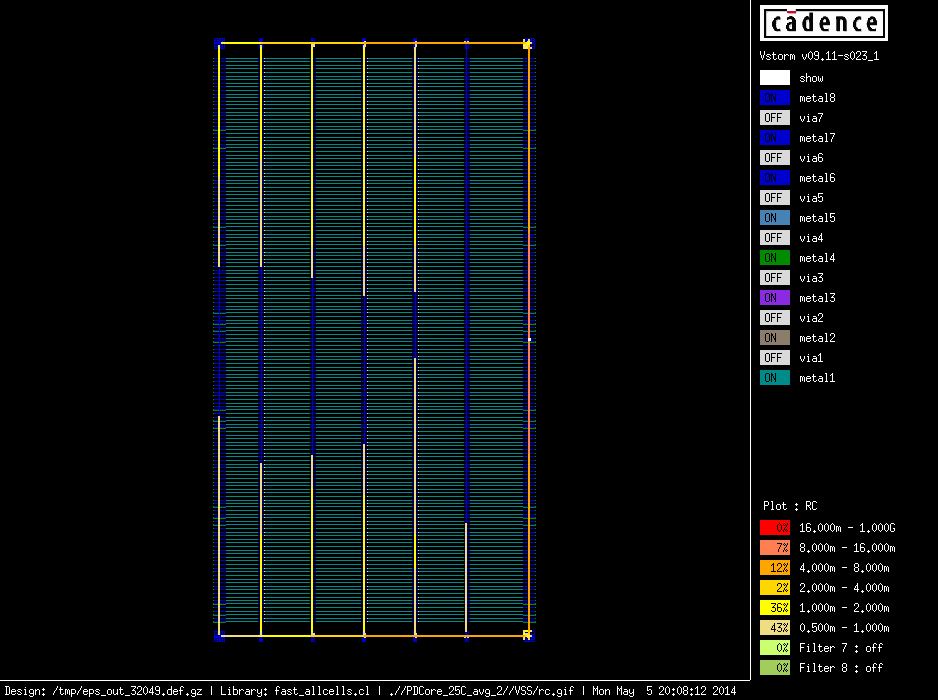 cādence
Vstorm v09.11-s023_1
show
ON metal8
OFF via7
ON metal7
OFF via6
ON metal6
OFF via5
ON metal5
OFF via4
ON metal4
OFF via3
ON metal3
OFF via2
ON metal2
OFF via1
ON metal1
Plot : RC
0% 16.000m - 1.000G
7% 8.000m - 16.000m
12% 4.000m - 8.000m
2% 2.000m - 4.000m
36% 1.000m - 2.000m
43% 0.500m - 1.000m
0% Filter 7 : off
0% Filter 8 : off
Design: /tmp/eps_out_32049.def.gz | Library: fast_allcells.cl | .//PDCore_25C_avg_2//VSS/rc.gif | Mon May  5 20:08:12 2014